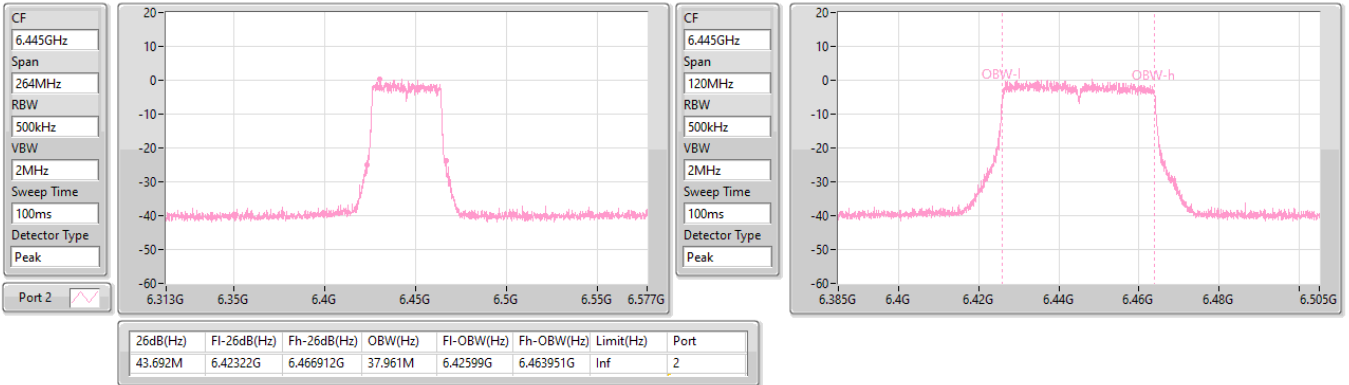 CF
6.445GHz
Span
264MHz
RBW
500kHz
VBW
2MHz
Sweep Time
100ms
Detector Type
Peak
Port 2
20
10
0
-10
-20
-30
-40
-50
-60
6.313G 6.35G 6.4G 6.45G 6.5G 6.55G 6.577G
CF
6.445GHz
Span
120MHz
RBW
500kHz
VBW
2MHz
Sweep Time
100ms
Detector Type
Peak
20
10
0
-10
-20
-30
-40
-50
-60
OBW-l OBW-h
6.385G 6.4G 6.42G 6.44G 6.46G 6.48G 6.505G
26dB(Hz) Fl-26dB(Hz) Fh-26dB(Hz) OBW(Hz) Fl-OBW(Hz) Fh-OBW(Hz) Limit(Hz) Port
43.692M 6.42322G 6.466912G 37.961M 6.42599G 6.463951G Inf 2